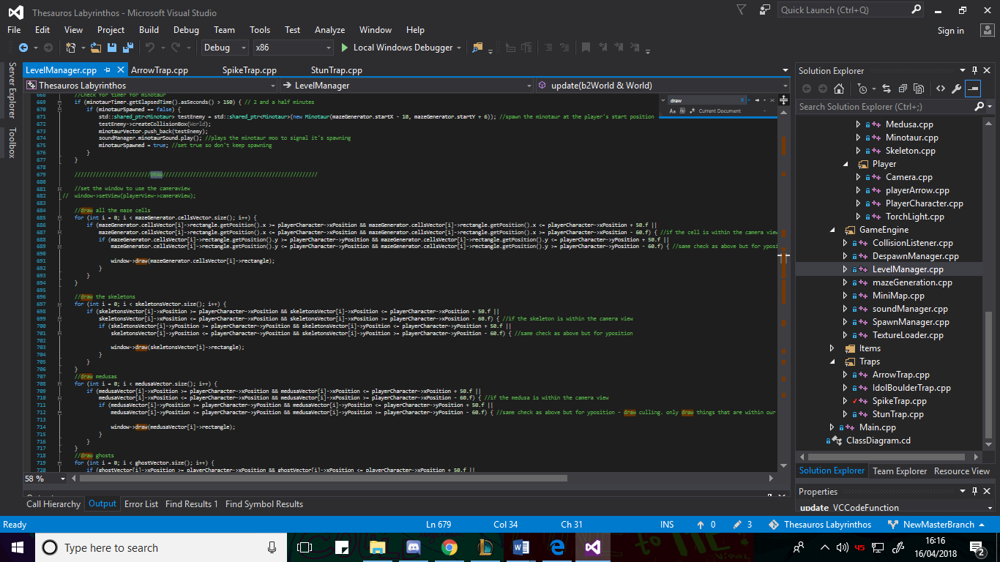 Thesauros Labyrinthos - Microsoft Visual Studio
Quick Launch (Ctrl+Q)
File Edit View Project Build Debug Team Tools Test Analyze Window Help
Sign in
Debug x86 Local Windows Debugger
Server Explorer
Toolbox
LevelManager.cpp ArrowTrap.cpp SpikeTrap.cpp StunTrap.cpp
Thesauros Labyrinthos LevelManager update(b2World & World)
draw
Aa Current Document
668 //Check for timer for minotaur
669 if (minotaurTimer.getElapsedTime().asSeconds() > 150) { // 2 and a half minutes
670 if (minotaurSpawned == false) {
671 std::shared_ptr<Minotaur> testEnemy = std::shared_ptr<Minotaur>(new Minotaur(mazeGenerator.startX - 10, mazeGenerator.startY + 6)); //spawn the minotaur at the player's start position
672 testEnemy->createCollisionBox(World);
673 minotaurVector.push_back(testEnemy);
674 soundManager.minotaurSound.play(); //plays the minotaur moo to signal it's spawning
675 minotaurSpawned = true; //set true so don't keep spawning
676 }
677 }
678
679 /////////////////////////DRAW///////////////////////////////////////////////////
680
681 //set the window to use the cameraview
682 // window->setView(playerView->cameraView);
683
684 //draw all the maze cells
685 for (int i = 0; i < mazeGenerator.cellsVector.size(); i++) {
686 if (mazeGenerator.cellsVector[i]->rectangle.getPosition().x >= playerCharacter->xPosition && mazeGenerator.cellsVector[i]->rectangle.getPosition().x <= playerCharacter->xPosition + 50.f ||
687 mazeGenerator.cellsVector[i]->rectangle.getPosition().x <= playerCharacter->xPosition && mazeGenerator.cellsVector[i]->rectangle.getPosition().x >= playerCharacter->xPosition - 60.f) { //if the cell is within the camera view
688 if (mazeGenerator.cellsVector[i]->rectangle.getPosition().y >= playerCharacter->yPosition && mazeGenerator.cellsVector[i]->rectangle.getPosition().y <= playerCharacter->yPosition + 50.f ||
689 mazeGenerator.cellsVector[i]->rectangle.getPosition().y <= playerCharacter->yPosition && mazeGenerator.cellsVector[i]->rectangle.getPosition().y >= playerCharacter->yPosition - 60.f) { //same check as above but for yposi
690
691 window->draw(mazeGenerator.cellsVector[i]->rectangle);
692 }
693 }
694 }
695
696 //draw the skeletons
697 for (int i = 0; i < skeletonsVector.size(); i++) {
698 if (skeletonsVector[i]->xPosition >= playerCharacter->xPosition && skeletonsVector[i]->xPosition <= playerCharacter->xPosition + 50.f ||
699 skeletonsVector[i]->xPosition <= playerCharacter->xPosition && skeletonsVector[i]->xPosition >= playerCharacter->xPosition - 60.f) { //if the skeleton is within the camera view
700 if (skeletonsVector[i]->yPosition >= playerCharacter->yPosition && skeletonsVector[i]->yPosition <= playerCharacter->yPosition + 50.f ||
701 skeletonsVector[i]->yPosition <= playerCharacter->yPosition && skeletonsVector[i]->yPosition >= playerCharacter->yPosition - 60.f) { //same check as above but for yposition
702
703 window->draw(skeletonsVector[i]->rectangle);
704 }
705 }
706 }
707 //draw medusas
708 for (int i = 0; i < medusaVector.size(); i++) {
709 if (medusaVector[i]->xPosition >= playerCharacter->xPosition && medusaVector[i]->xPosition <= playerCharacter->xPosition + 50.f ||
710 medusaVector[i]->xPosition <= playerCharacter->xPosition && medusaVector[i]->xPosition >= playerCharacter->xPosition - 60.f) { //if the medusa is within the camera view
711 if (medusaVector[i]->yPosition >= playerCharacter->yPosition && medusaVector[i]->yPosition <= playerCharacter->yPosition + 50.f ||
712 medusaVector[i]->yPosition <= playerCharacter->yPosition && medusaVector[i]->yPosition >= playerCharacter->yPosition - 60.f) { //same check as above but for yposition - draw culling. only draw things that are within our
713
714 window->draw(medusaVector[i]->rectangle);
715 }
716 }
717 }
718 //draw ghosts
719 for (int i = 0; i < ghostVector.size(); i++) {
720 if (ghostVector[i]->xPosition >= playerCharacter->xPosition && ghostVector[i]->xPosition <= playerCharacter->xPosition + 50.f ||
58 %
Call Hierarchy Output Error List Find Results 1 Find Symbol Results
Solution Explorer
Search Solution Explorer (Ctrl+;)
Medusa.cpp
Minotaur.cpp
Skeleton.cpp
Player
Camera.cpp
playerArrow.cpp
PlayerCharacter.cpp
TorchLight.cpp
GameEngine
CollisionListener.cpp
DespawnManager.cpp
LevelManager.cpp
mazeGeneration.cpp
MiniMap.cpp
soundManager.cpp
SpawnManager.cpp
TextureLoader.cpp
Items
Traps
ArrowTrap.cpp
IdolBoulderTrap.cpp
SpikeTrap.cpp
StunTrap.cpp
Main.cpp
ClassDiagram.cd
Solution Explorer Team Explorer Resource View
Properties
update VCCodeFunction
Ready Ln 679 Col 34 Ch 31 INS 0 3 Thesauros Labyrinthos NewMasterBranch
Type here to search
45
16:16
16/04/2018
2